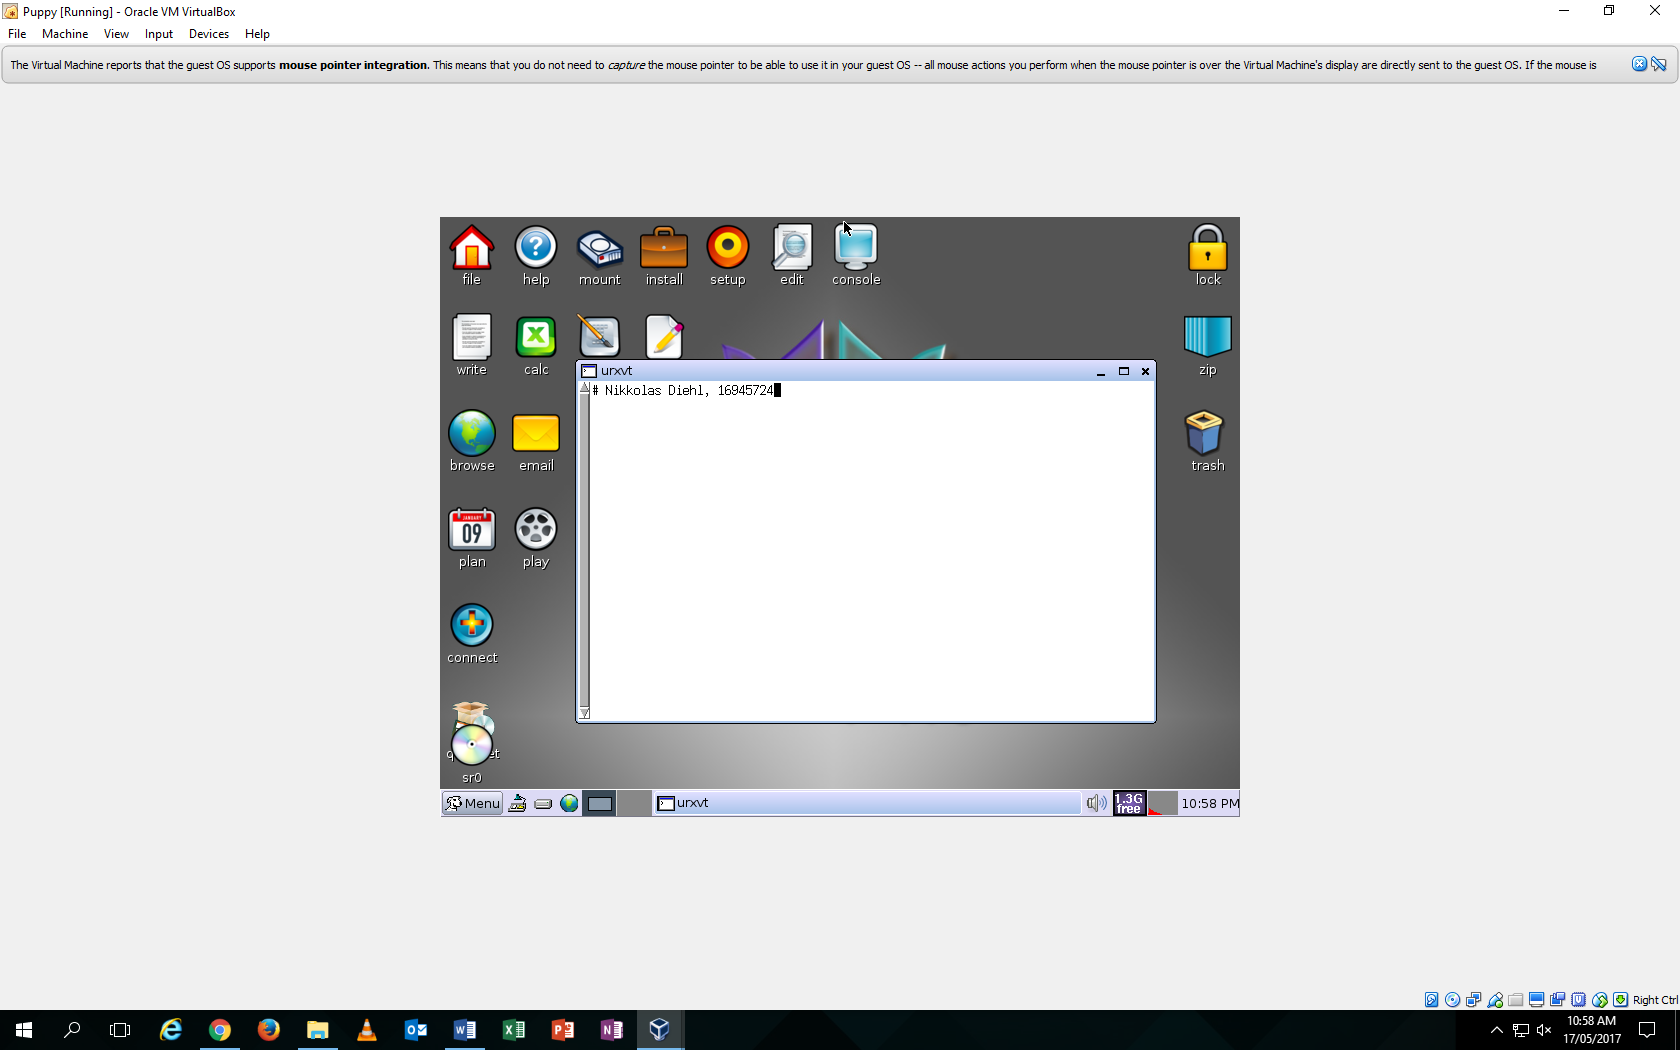 Puppy [Running] - Oracle VM VirtualBox
File Machine View Input Devices Help
The Virtual Machine reports that the guest OS supports mouse pointer integration. This means that you do not need to capture the mouse pointer to be able to use it in your guest OS -- all mouse actions you perform when the mouse pointer is over the Virtual Machine's display are directly sent to the guest OS. If the mouse is
file help mount install setup edit console lock
write calc zip
urxvt
# Nikkolas Diehl, 16945724
browse email trash
JANUARY
09
plan play
connect
sr0
Menu urxvt 1.3G free 10:58 PM
Right Ctrl
10:58 AM
17/05/2017